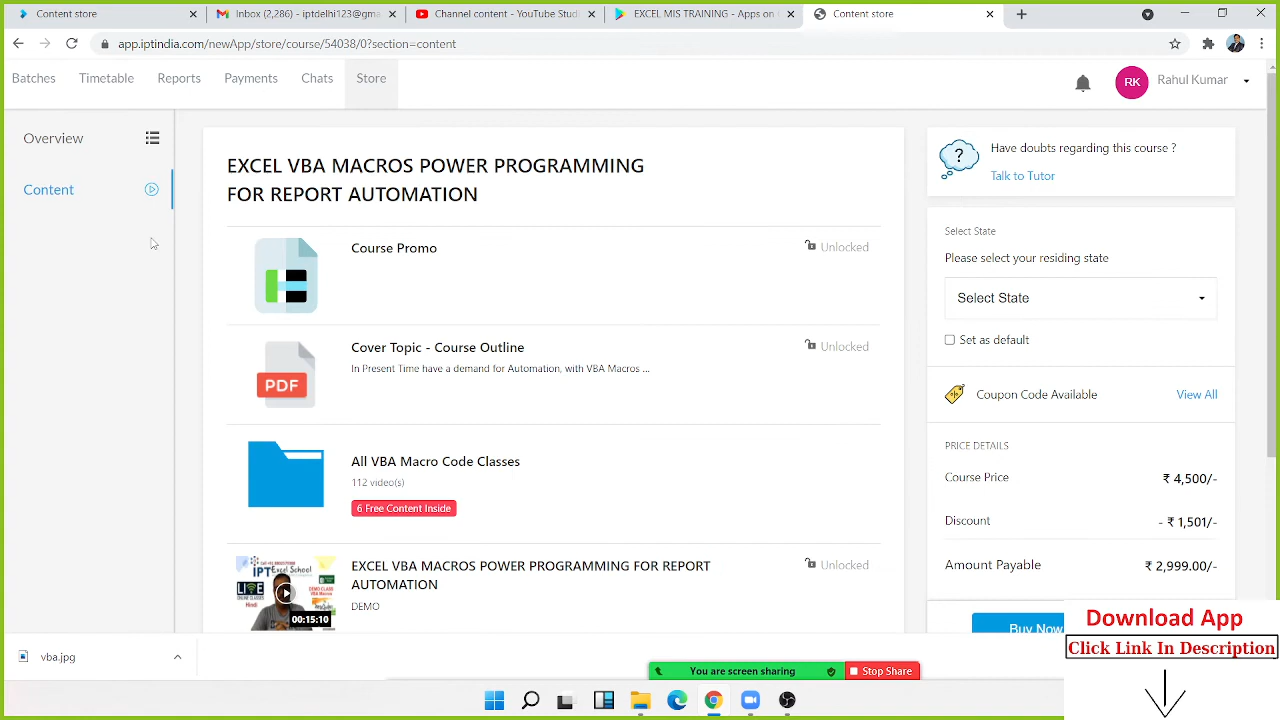 Content store
Inbox (2,286) - iptdelhi123@gma
Channel content - YouTube Studi
EXCEL MIS TRAINING - Apps on
Content store
app.iptindia.com/newApp/store/course/54038/0?section=content
Batches
Timetable
Reports
Payments
Chats
Store
RK
Rahul Kumar
Overview
Content
EXCEL VBA MACROS POWER PROGRAMMING
FOR REPORT AUTOMATION
Course Promo
Unlocked
Cover Topic - Course Outline
Unlocked
In Present Time have a demand for Automation, with VBA Macros ...
PDF
All VBA Macro Code Classes
112 video(s)
6 Free Content Inside
EXCEL VBA MACROS POWER PROGRAMMING FOR REPORT
AUTOMATION
Unlocked
DEMO
IPT Excel School
LIVE
Hindi
00:15:10
?
Have doubts regarding this course ?
Talk to Tutor
Select State
Please select your residing state
Select State
Set as default
Coupon Code Available
View All
PRICE DETAILS
Course Price
₹ 4,500/-
Discount
- ₹ 1,501/-
Amount Payable
₹ 2,999.00/-
Buy Now
Download App
Click Link In Description
vba.jpg
You are screen sharing
Stop Share